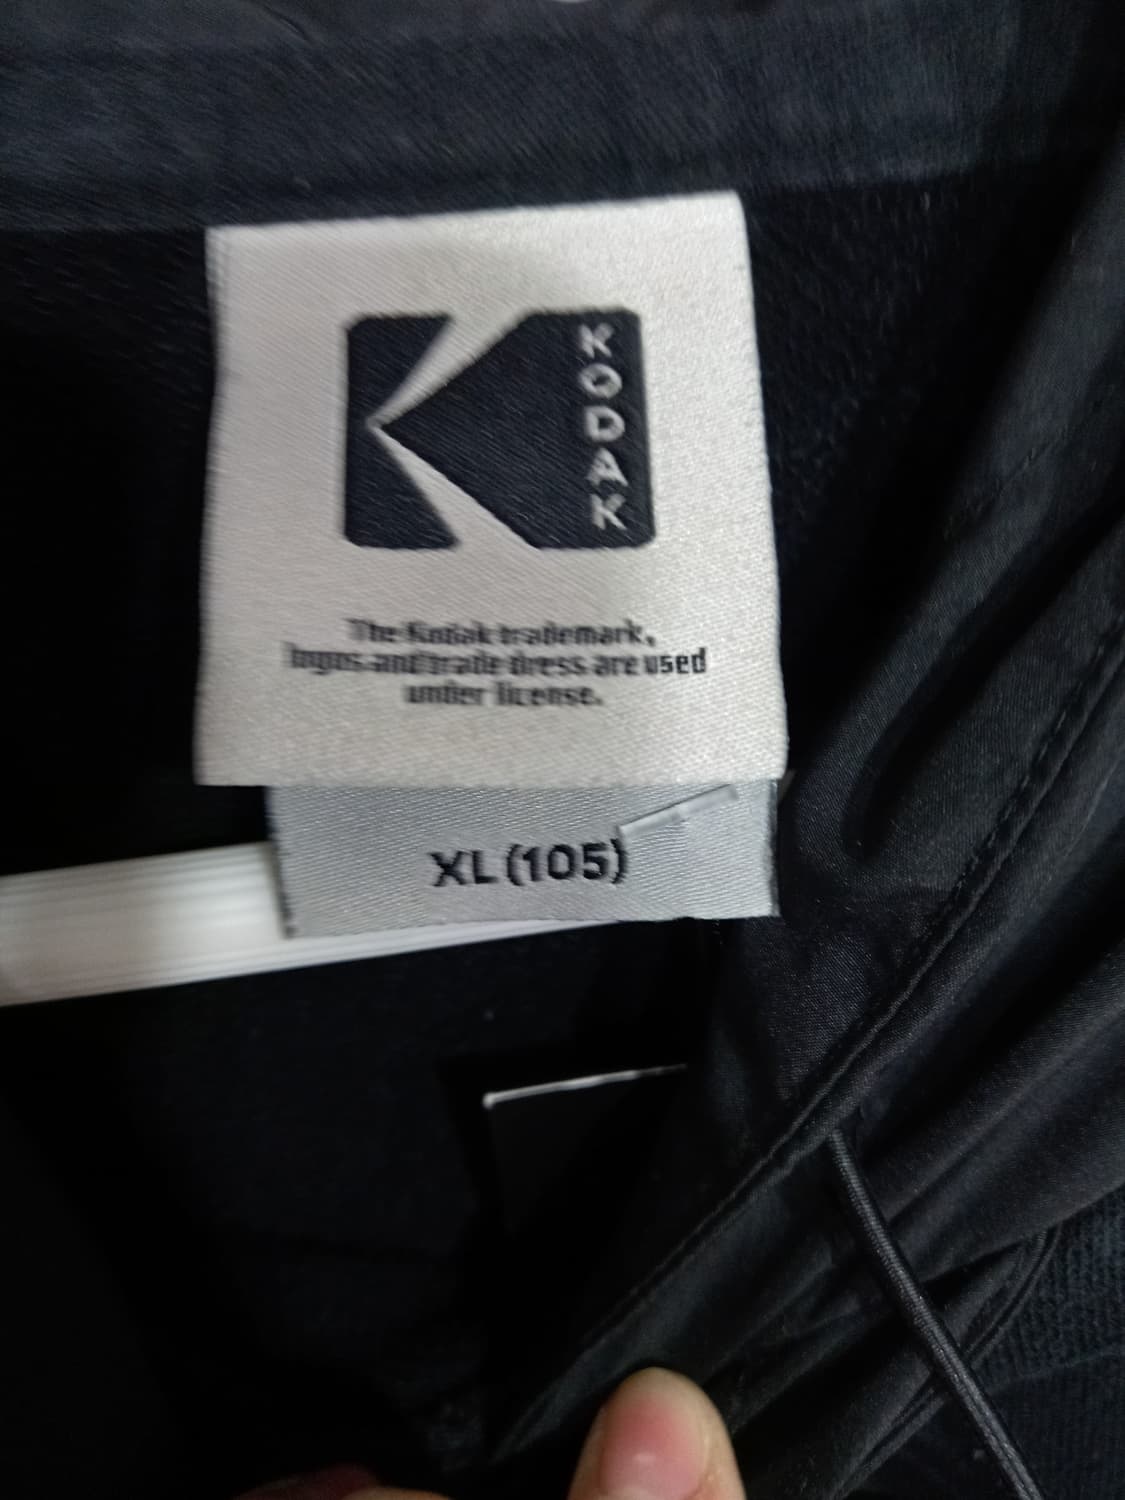 KODAK
The Kodak trademark,
logos and trade dress are used
under license.
XL (105)